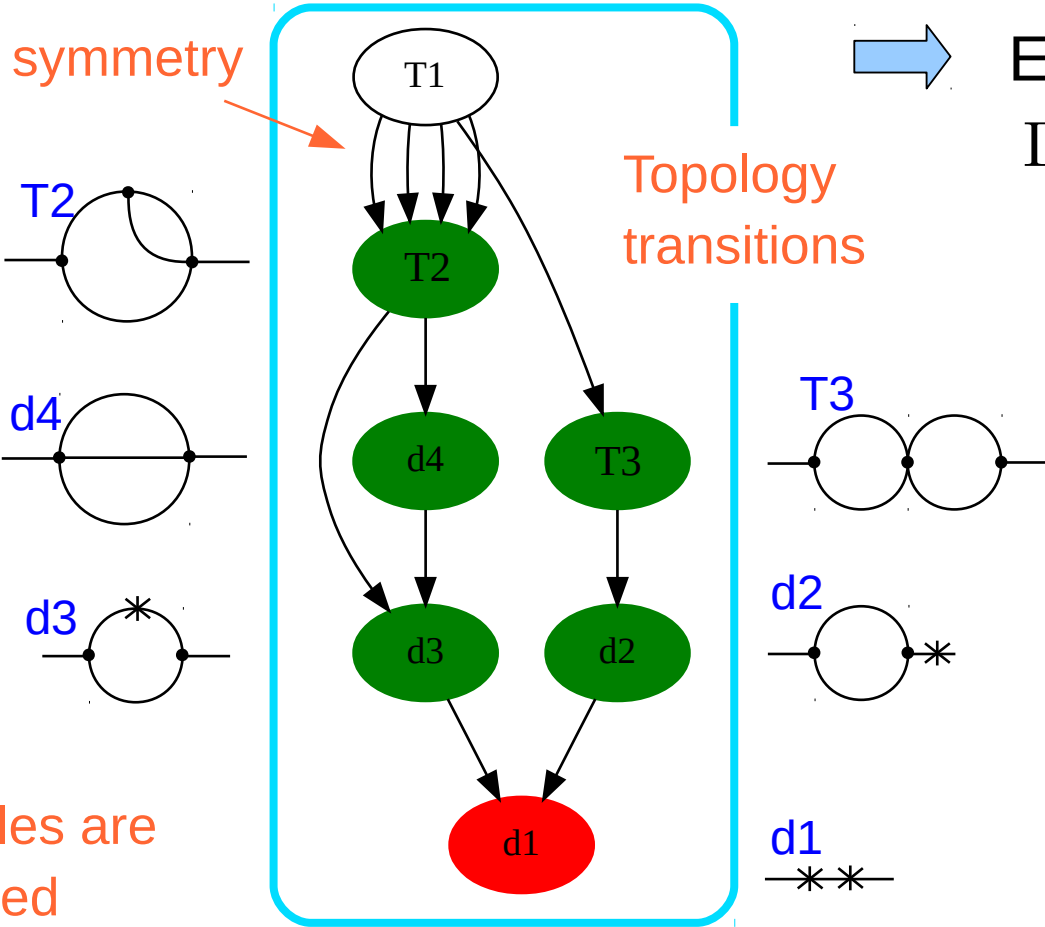 symmetry
T1
E
Topology
transitions
T2
T2
T3
d4
d4
T3
d3
d2
d3
d2
d1
d1
les are
ed